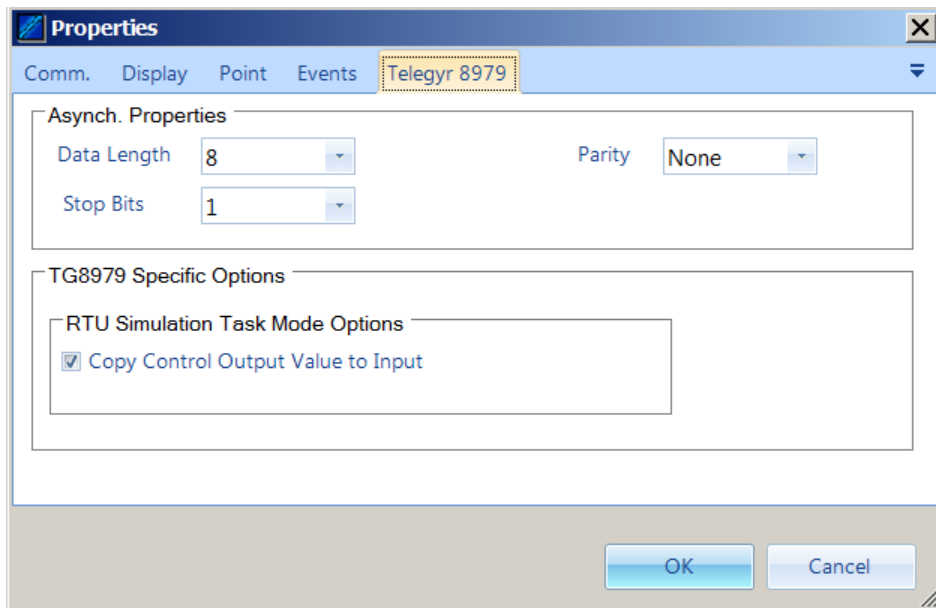 Properties
Comm. Display Point Events Telegyr 8979
Asynch. Properties
Data Length 8 Parity None
Stop Bits 1
TG8979 Specific Options
RTU Simulation Task Mode Options
Copy Control Output Value to Input
OK Cancel